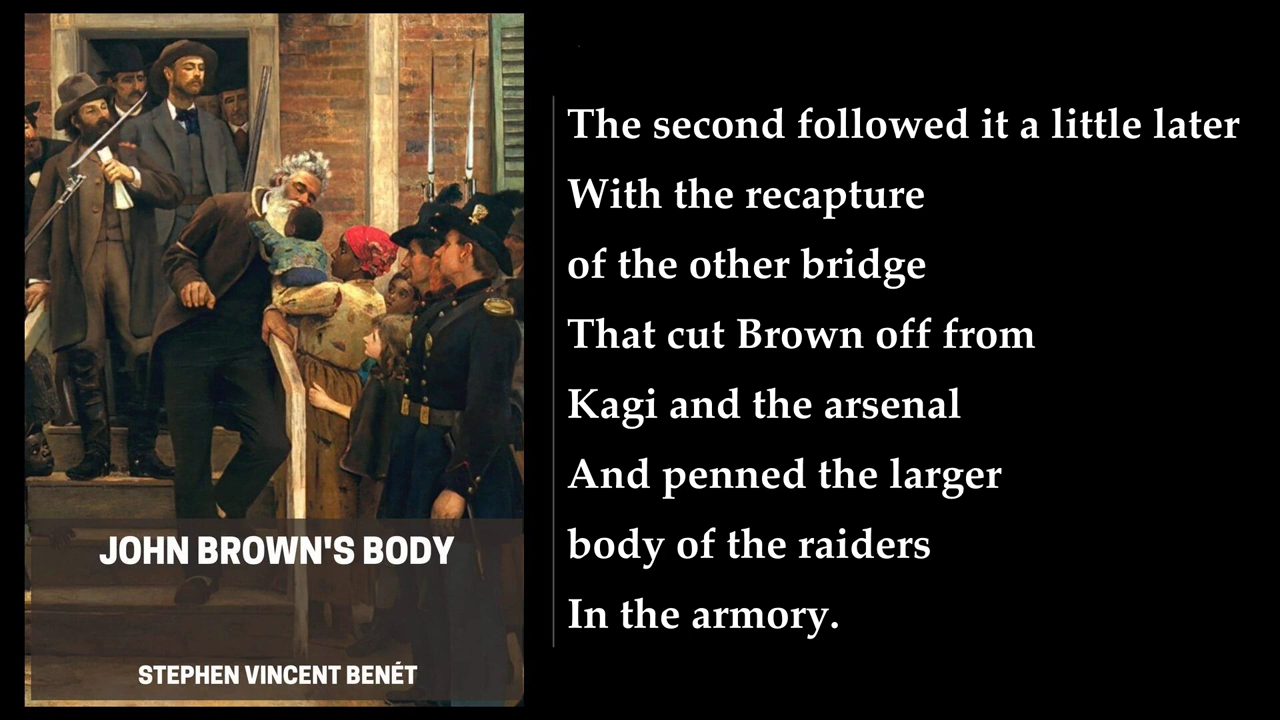 JOHN BROWN'S BODY
STEPHEN VINCENT BENÉT
The second followed it a little later
With the recapture
of the other bridge
That cut Brown off from
Kagi and the arsenal
And penned the larger
body of the raiders
In the armory.